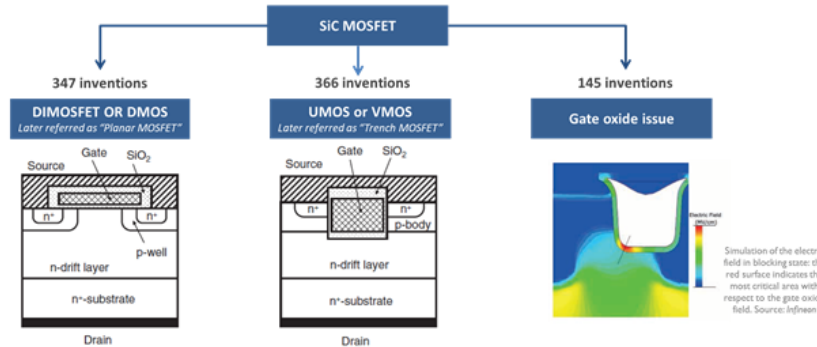 SiC MOSFET
347 inventions
DIMOSFET OR DMOS
Later referred as "Planar MOSFET"
Gate
SiO2
Source
n+
n+
p-well
n-drift layer
n+-substrate
Drain
366 inventions
UMOS or VMOS
Later referred as "Trench MOSFET"
SiO2
Source
Gate
n+
n+
p-body
n-drift layer
n+-substrate
Drain
145 inventions
Gate oxide issue
Electric Field
(MV/cm)
Simulation of the electri
field in blocking state: th
red surface indicates th
most critical area with
respect to the gate oxid
field. Source: Infineon